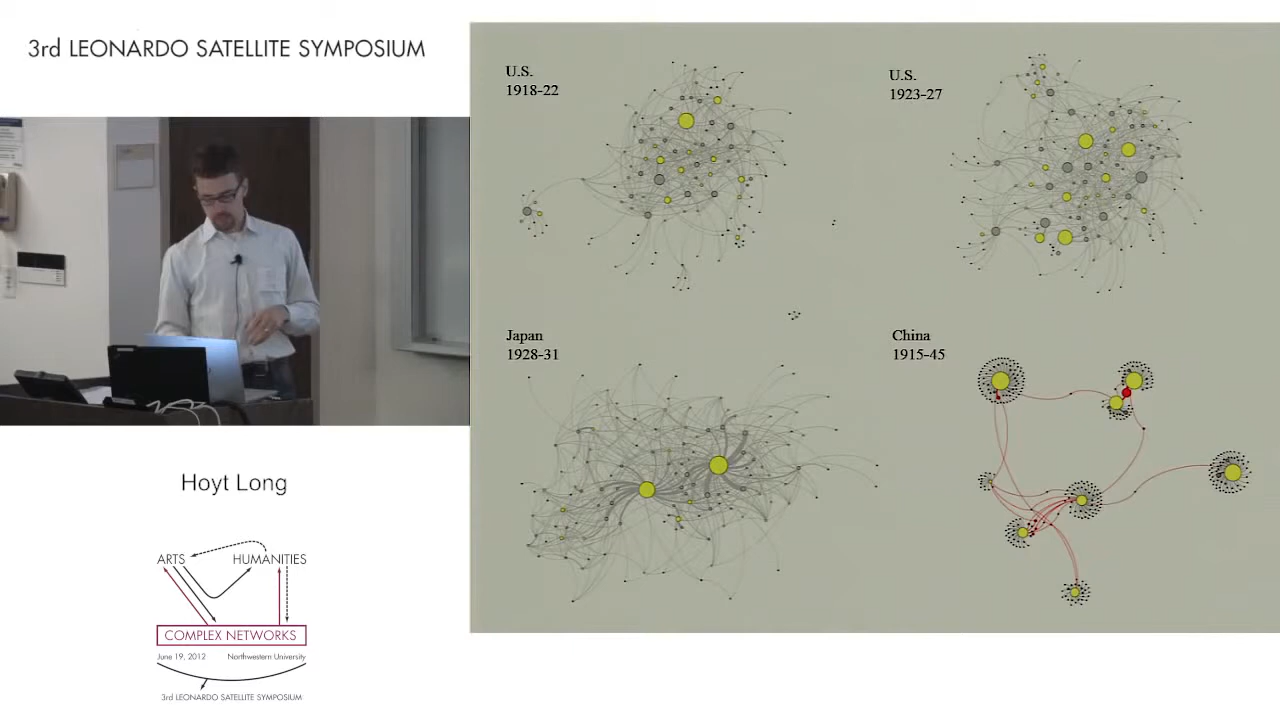 3rd LEONARDO SATELLITE SYMPOSIUM
U.S.
1918-22
U.S.
1923-27
Japan
1928-31
China
1915-45
Hoyt Long
ARTS HUMANITIES
COMPLEX NETWORKS
June 19, 2012 Northwestern University
3rd LEONARDO SATELLITE SYMPOSIUM